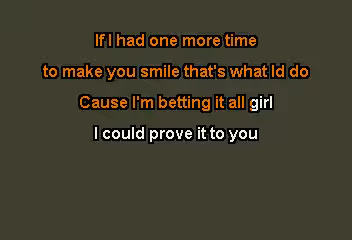 If I had one more time
to make you smile that's what Id do
Cause I'm betting it all girl
I could prove it to you